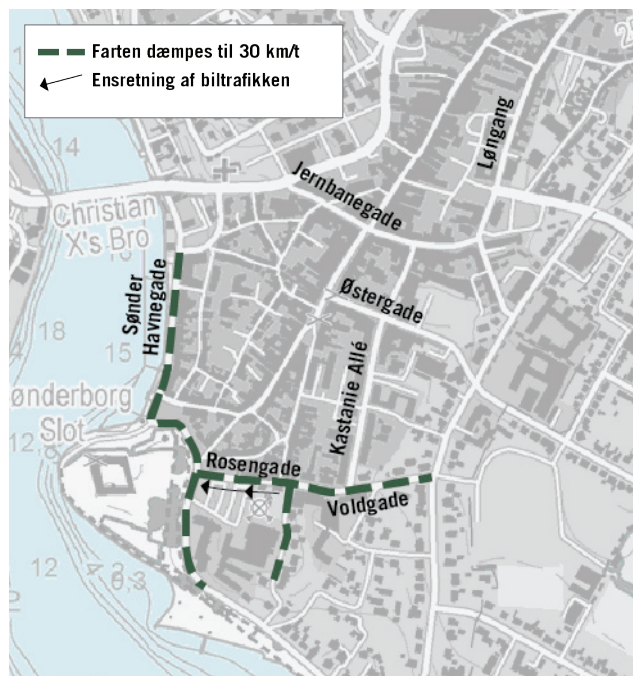 Farten dæmpes til 30 km/t
Ensretning af biltrafikken
14
Christian
X's Bro
Jernbanegade
Løngang
Sønder
Havnegade
Østergade
18
15
Kastanie Allé
ønderborg
Slot
Rosengade
Voldgade
12